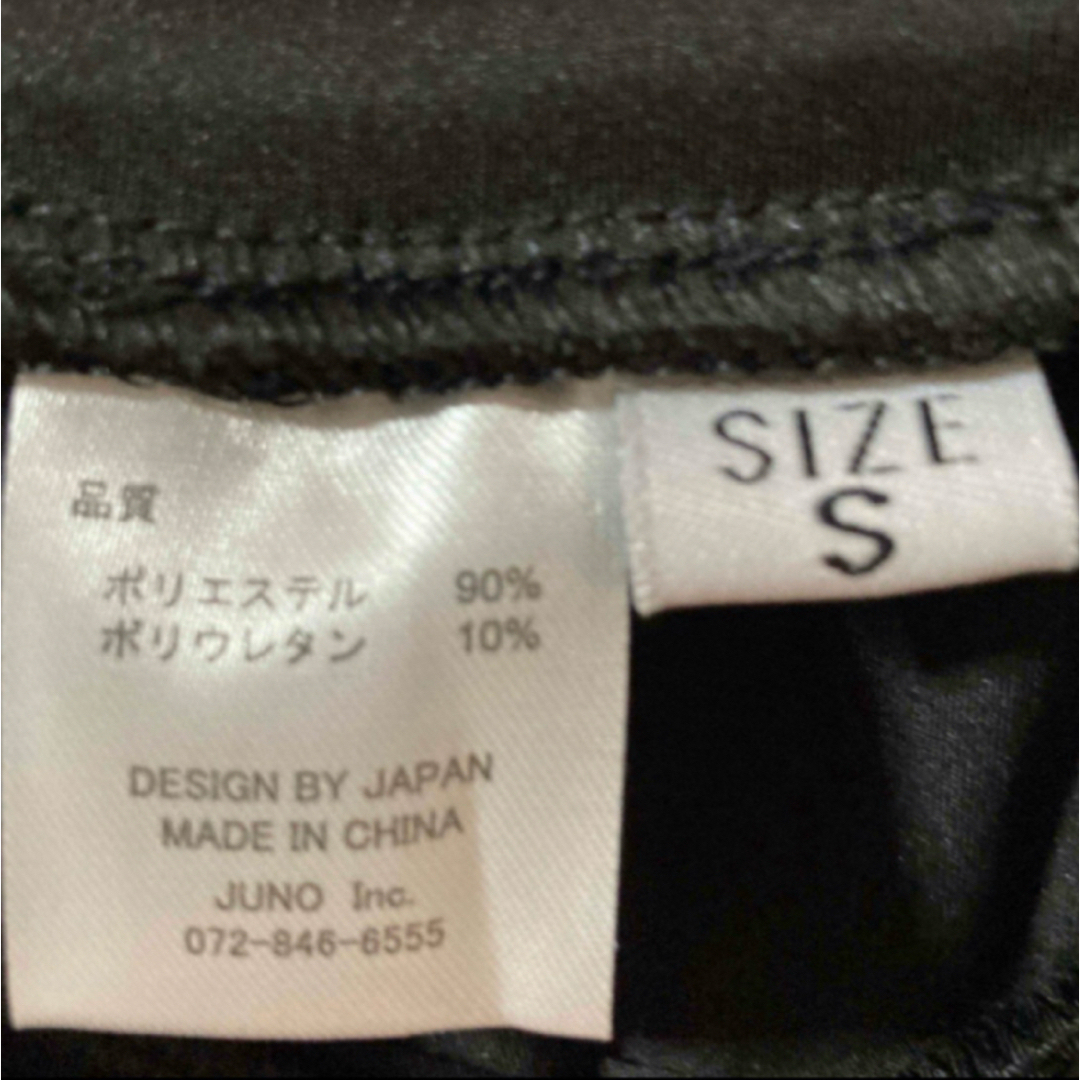 品質
ポリエステル 90%
ポリウレタン 10%
DESIGN BY JAPAN
MADE IN CHINA
JUNO Inc.
072-846-6555
SIZE
S